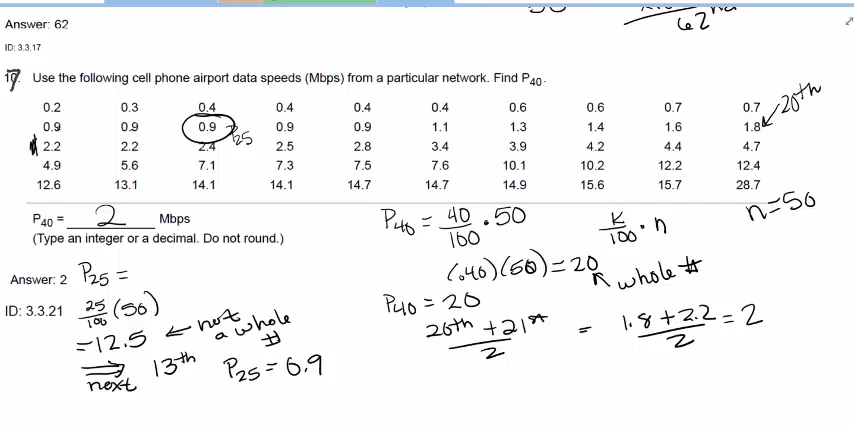 62
Answer: 62
ID: 3.3.17
17. Use the following cell phone airport data speeds (Mbps) from a particular network. Find P40.
0.2 0.3 0.4 0.4 0.4 0.4 0.6 0.6 0.7 0.7
20th
0.9 0.9 0.9 0.9 0.9 1.1 1.3 1.4 1.6 1.8
P25
2.2 2.2 2.4 2.5 2.8 3.4 3.9 4.2 4.4 4.7
4.9 5.6 7.1 7.3 7.5 7.6 10.1 10.2 12.2 12.4
12.6 13.1 14.1 14.1 14.7 14.7 14.9 15.6 15.7 28.7
n=50
P40 = 2 Mbps
(Type an integer or a decimal. Do not round.)
P40 = 40/100 · 50
K/100 · n
(.40)(50) = 20
whole #
P40 = 20
20th + 21st / 2 = 1.8 + 2.2 / 2 = 2
Answer: 2
ID: 3.3.21
P25 =
25/100 (50)
= 12.5 ← not a whole #
⇒ next 13th P25 = 0.9